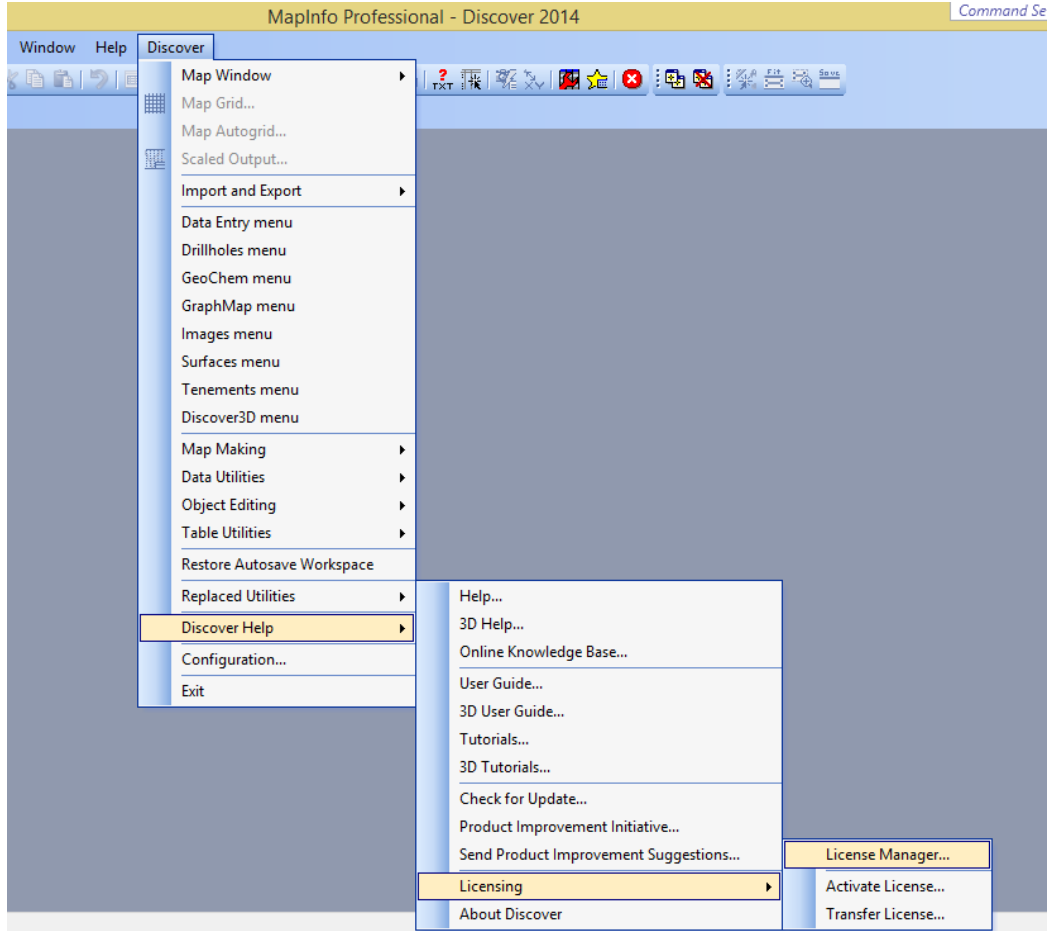 MapInfo Professional - Discover 2014
Command Se
Window Help Discover
Map Window
Map Grid...
Map Autogrid...
Scaled Output...
Import and Export
Data Entry menu
Drillholes menu
GeoChem menu
GraphMap menu
Images menu
Surfaces menu
Tenements menu
Discover3D menu
Map Making
Data Utilities
Object Editing
Table Utilities
Restore Autosave Workspace
Replaced Utilities
Discover Help
Configuration...
Exit
? TXT
Fit
Save
Help...
3D Help...
Online Knowledge Base...
User Guide...
3D User Guide...
Tutorials...
3D Tutorials...
Check for Update...
Product Improvement Initiative...
Send Product Improvement Suggestions...
Licensing
About Discover
License Manager...
Activate License...
Transfer License...